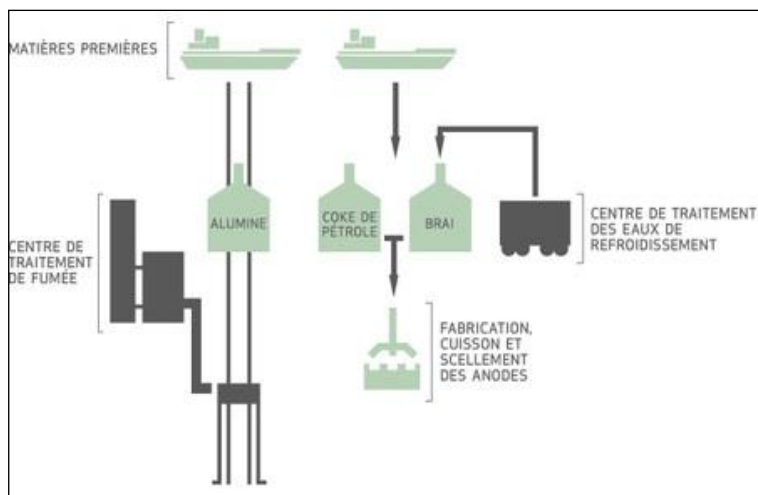 MATIÈRES PREMIÈRES
ALUMINE
COKE DE
PÉTROLE
BRAI
CENTRE DE TRAITEMENT
DES EAUX DE
REFROIDISSEMENT
CENTRE DE
TRAITEMENT
DE FUMÉE
FABRICATION,
CUISSON ET
SCELLEMENT
DES ANODES